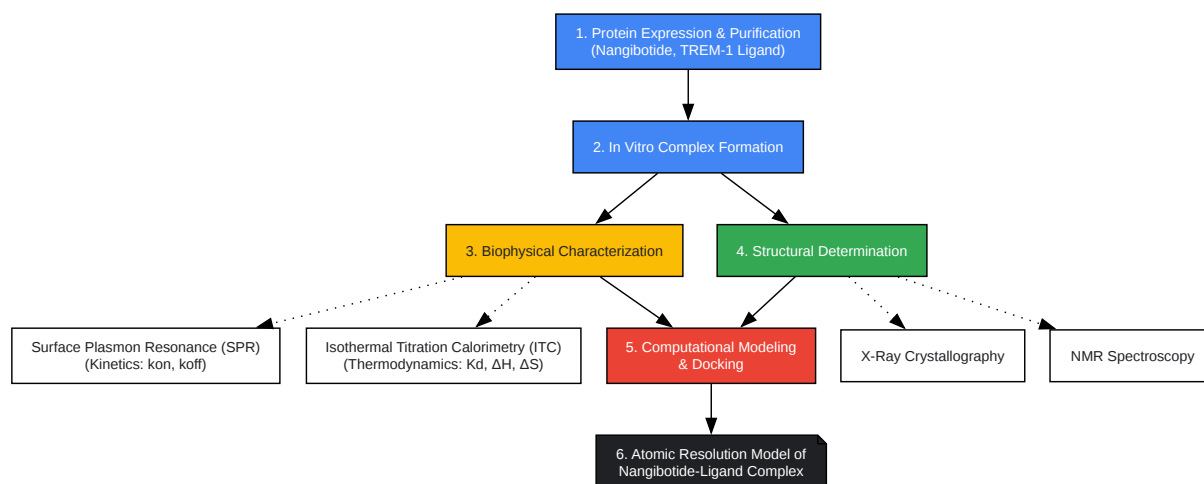 1. Protein Expression & Purification
(Nangibotide, TREM-1 Ligand)
2. In Vitro Complex Formation
3. Biophysical Characterization
4. Structural Determination
Surface Plasmon Resonance (SPR)
(Kinetics: kon, koff)
Isothermal Titration Calorimetry (ITC)
(Thermodynamics: Kd, ΔH, ΔS)
5. Computational Modeling
& Docking
X-Ray Crystallography
NMR Spectroscopy
6. Atomic Resolution Model of
Nangibotide-Ligand Complex